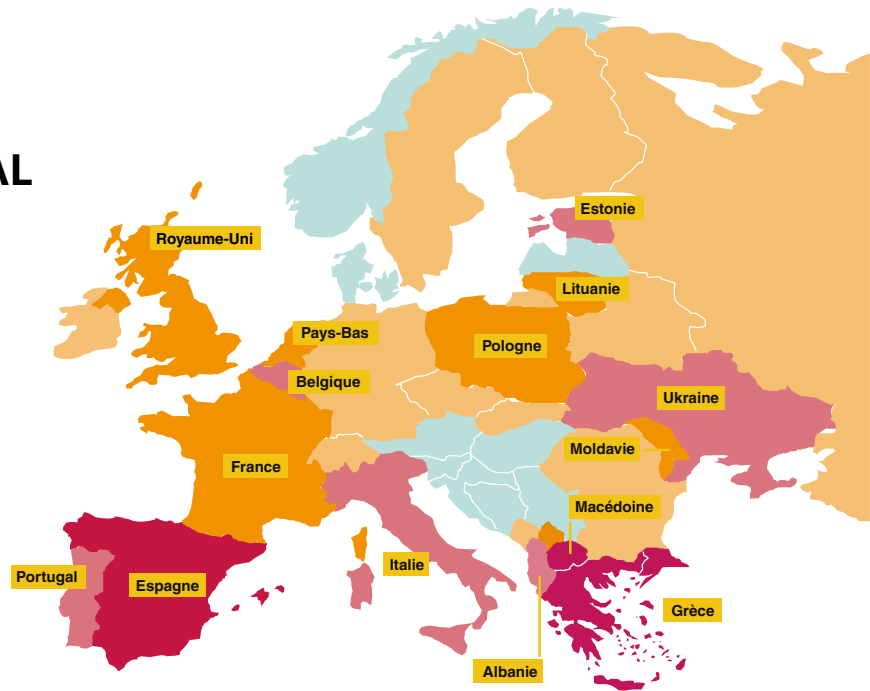 AL
Estonie
Royaume-Uni
Lituanie
Pays-Bas
Pologne
Belgique
Ukraine
Moldavie
France
Macédoine
Italie
Portugal
Espagne
Grèce
Albanie